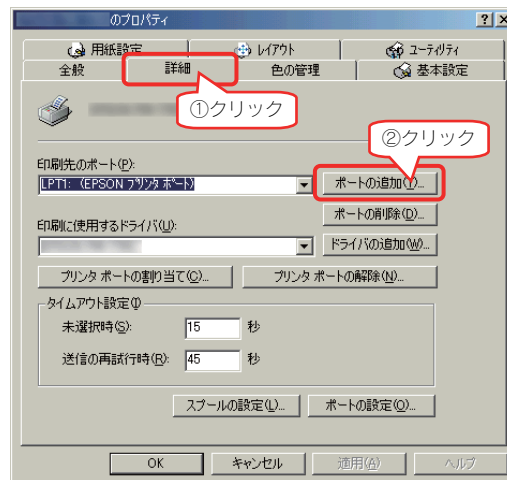 のプロパティ
用紙設定 レイアウト ユーティリティ
全般 詳細 色の管理 基本設定
①クリック
②クリック
印刷先のポート(P):
LPT1: (EPSON プリンタ ポート) ポートの追加(T)...
ポートの削除(D)...
印刷に使用するドライバ(U):
ドライバの追加(W)...
プリンタ ポートの割り当て(C)... プリンタ ポートの解除(N)...
タイムアウト設定(I)
未選択時(S): 15 秒
送信の再試行時(R): 45 秒
スプールの設定(L)... ポートの設定(O)...
OK キャンセル 適用(A) ヘルプ